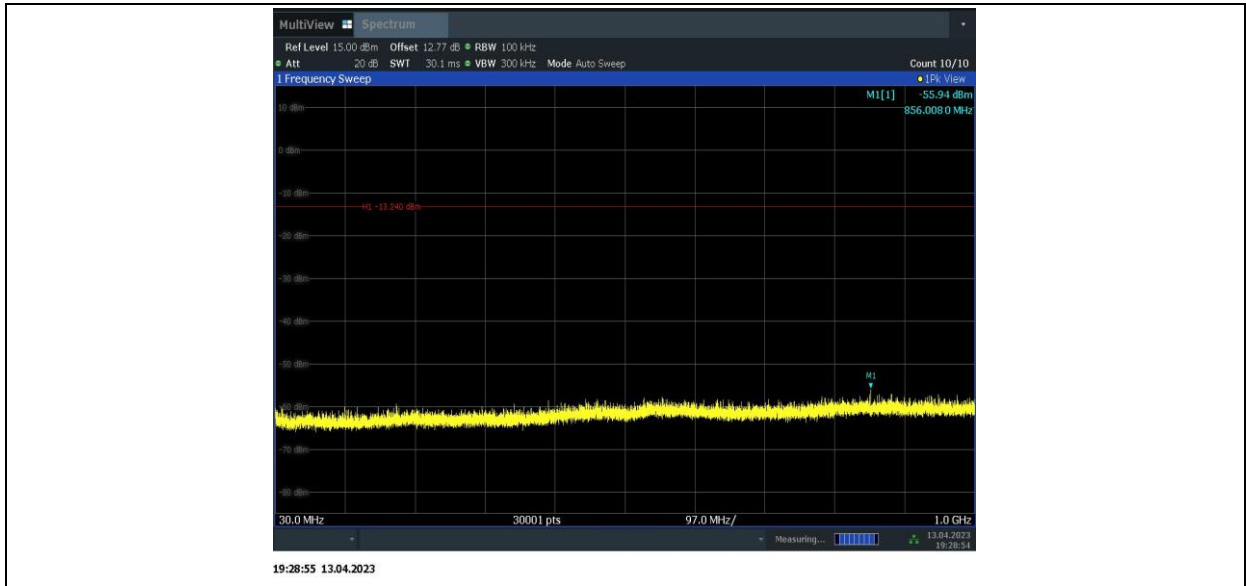 MultiView Spectrum
Ref Level 15.00 dBm Offset 12.77 dB RBW 100 kHz
Att 20 dB SWT 30.1 ms VBW 300 kHz Mode Auto Sweep Count 10/10
1 Frequency Sweep 1Pk View
M1[1] -55.94 dBm
856.008 0 MHz
10 dBm
0 dBm
-10 dBm
H1 -13.240 dBm
-20 dBm
-30 dBm
-40 dBm
-50 dBm
M1
-60 dBm
-70 dBm
-80 dBm
30.0 MHz 30001 pts 97.0 MHz/ 1.0 GHz
Measuring... 13.04.2023
19:28:54
19:28:55 13.04.2023